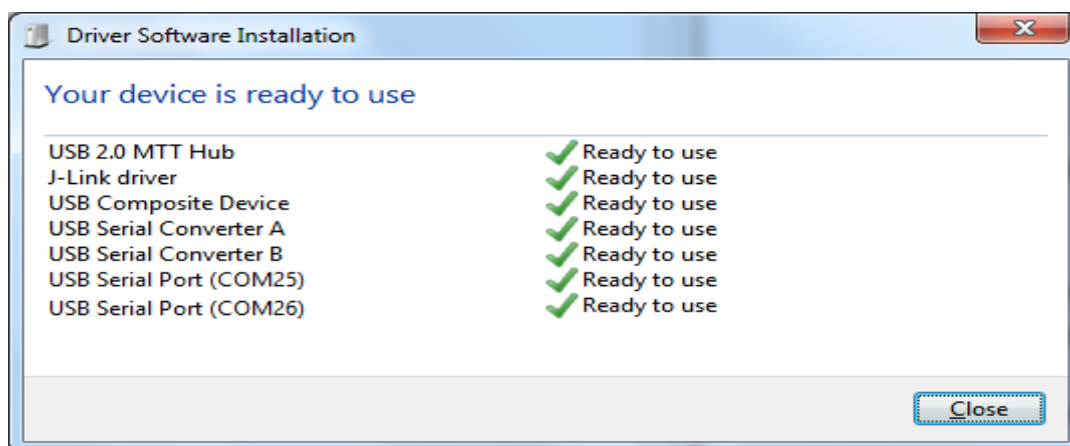 Driver Software Installation
Your device is ready to use
USB 2.0 MTT Hub Ready to use
J-Link driver Ready to use
USB Composite Device Ready to use
USB Serial Converter A Ready to use
USB Serial Converter B Ready to use
USB Serial Port (COM25) Ready to use
USB Serial Port (COM26) Ready to use
Close